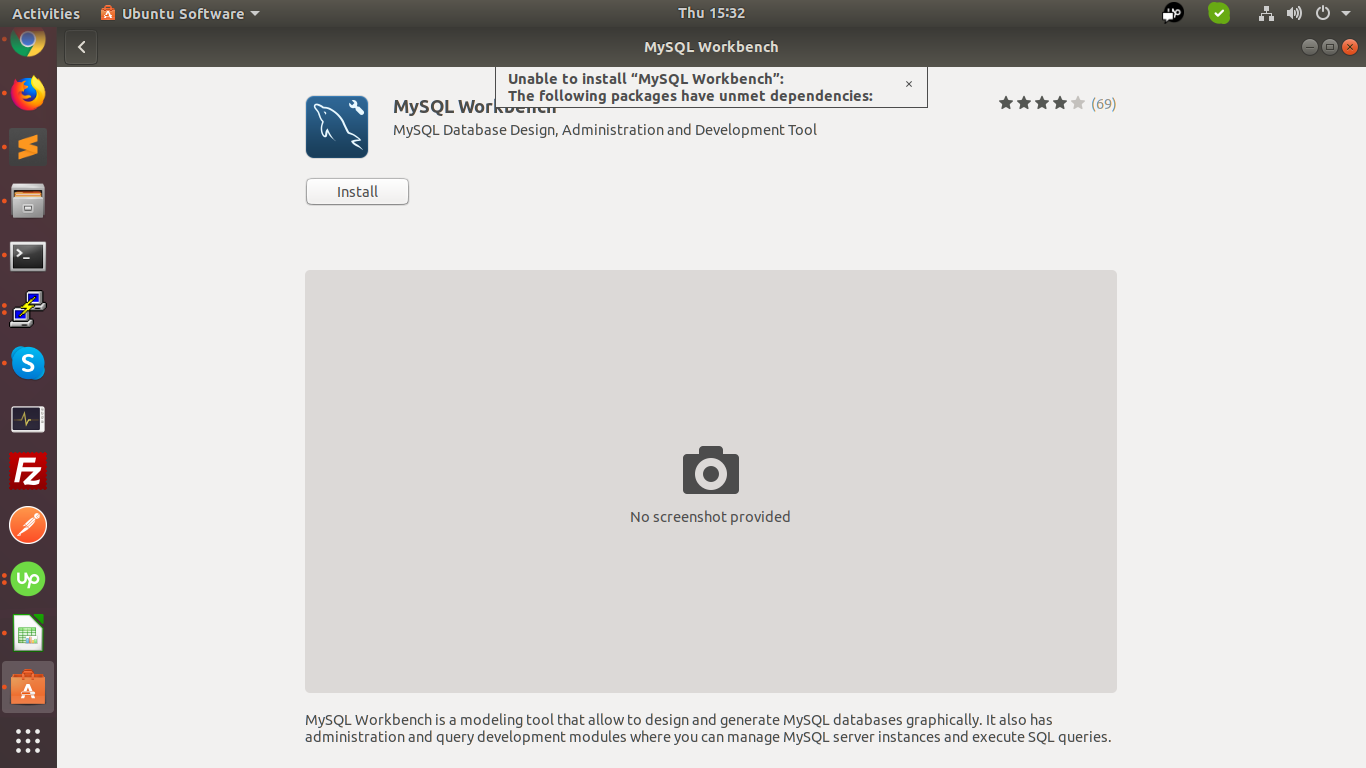 Activities
Ubuntu Software
Thu 15:32
MySQL Workbench
Unable to install “MySQL Workbench”:
The following packages have unmet dependencies:
MySQL Workbench
(69)
MySQL Database Design, Administration and Development Tool
Install
No screenshot provided
MySQL Workbench is a modeling tool that allow to design and generate MySQL databases graphically. It also has
administration and query development modules where you can manage MySQL server instances and execute SQL queries.
S
Fz
Up
up